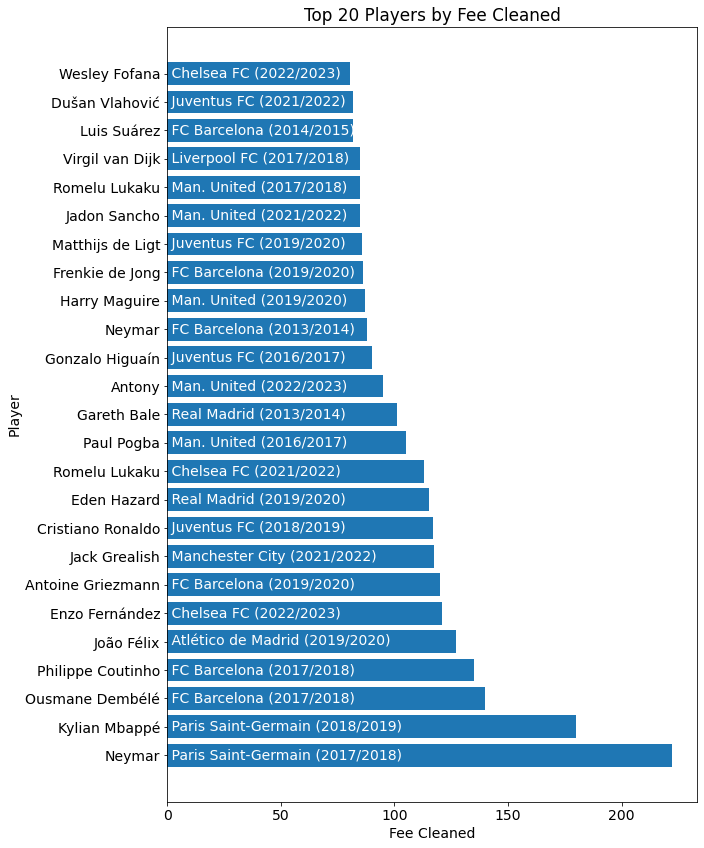 Top 20 Players by Fee Cleaned
Wesley Fofana Chelsea FC (2022/2023)
Dušan Vlahović Juventus FC (2021/2022)
Luis Suárez FC Barcelona (2014/2015)
Virgil van Dijk Liverpool FC (2017/2018)
Romelu Lukaku Man. United (2017/2018)
Jadon Sancho Man. United (2021/2022)
Matthijs de Ligt Juventus FC (2019/2020)
Frenkie de Jong FC Barcelona (2019/2020)
Harry Maguire Man. United (2019/2020)
Neymar FC Barcelona (2013/2014)
Gonzalo Higuaín Juventus FC (2016/2017)
Antony Man. United (2022/2023)
Gareth Bale Real Madrid (2013/2014)
Player
Paul Pogba Man. United (2016/2017)
Romelu Lukaku Chelsea FC (2021/2022)
Eden Hazard Real Madrid (2019/2020)
Cristiano Ronaldo Juventus FC (2018/2019)
Jack Grealish Manchester City (2021/2022)
Antoine Griezmann FC Barcelona (2019/2020)
Enzo Fernández Chelsea FC (2022/2023)
João Félix Atlético de Madrid (2019/2020)
Philippe Coutinho FC Barcelona (2017/2018)
Ousmane Dembélé FC Barcelona (2017/2018)
Kylian Mbappé Paris Saint-Germain (2018/2019)
Neymar Paris Saint-Germain (2017/2018)
0 50 100 150 200
Fee Cleaned